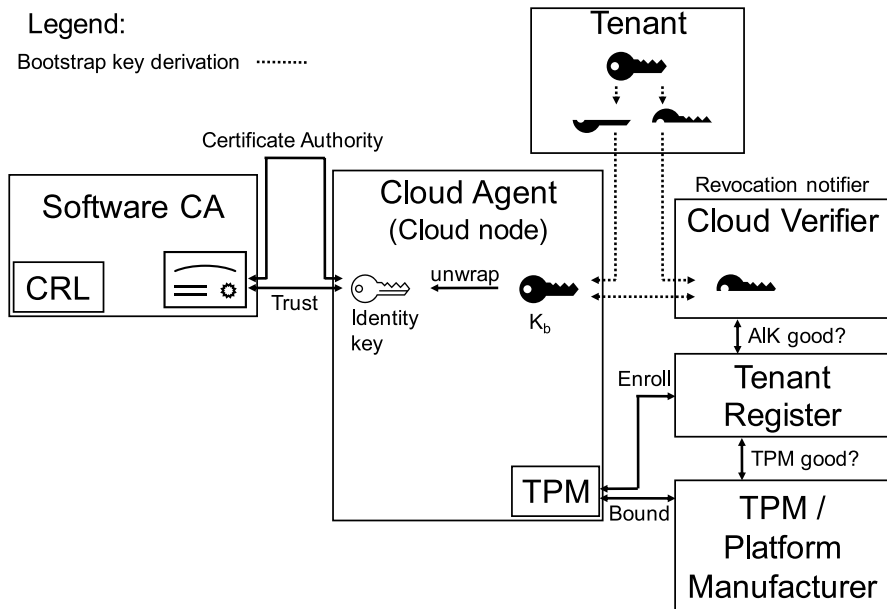 Legend:
Bootstrap key derivation
Tenant
Certificate Authority
Software CA
CRL
Trust
Cloud Agent
(Cloud node)
unwrap
Identity
key
Kb
Revocation notifier
Cloud Verifier
AIK good?
Enroll
Tenant
Register
TPM good?
TPM
Bound
TPM /
Platform
Manufacturer